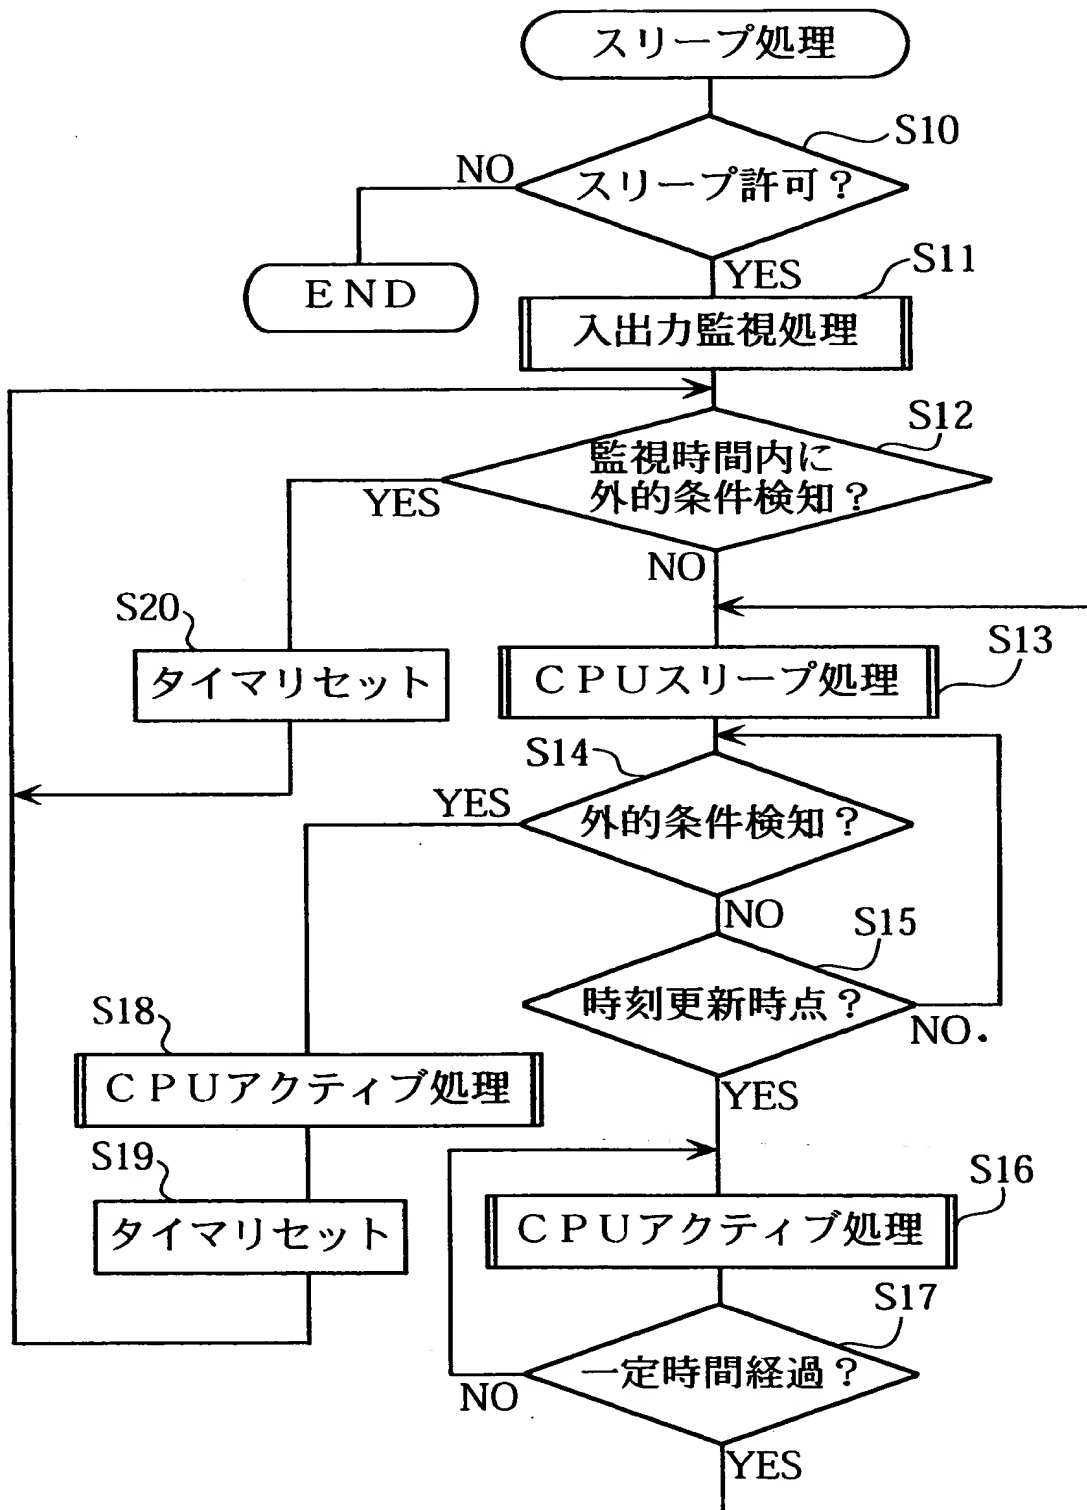 スリープ処理
S10
NO
スリープ許可？
END
YES
S11
入出力監視処理
S12
監視時間内に
外的条件検知？
YES
NO
S20
タイマリセット
S13
ＣＰＵスリープ処理
S14
YES
外的条件検知？
NO
S15
時刻更新時点？
NO.
S18
ＣＰＵアクティブ処理
YES
S19
タイマリセット
S16
ＣＰＵアクティブ処理
S17
一定時間経過？
NO
YES